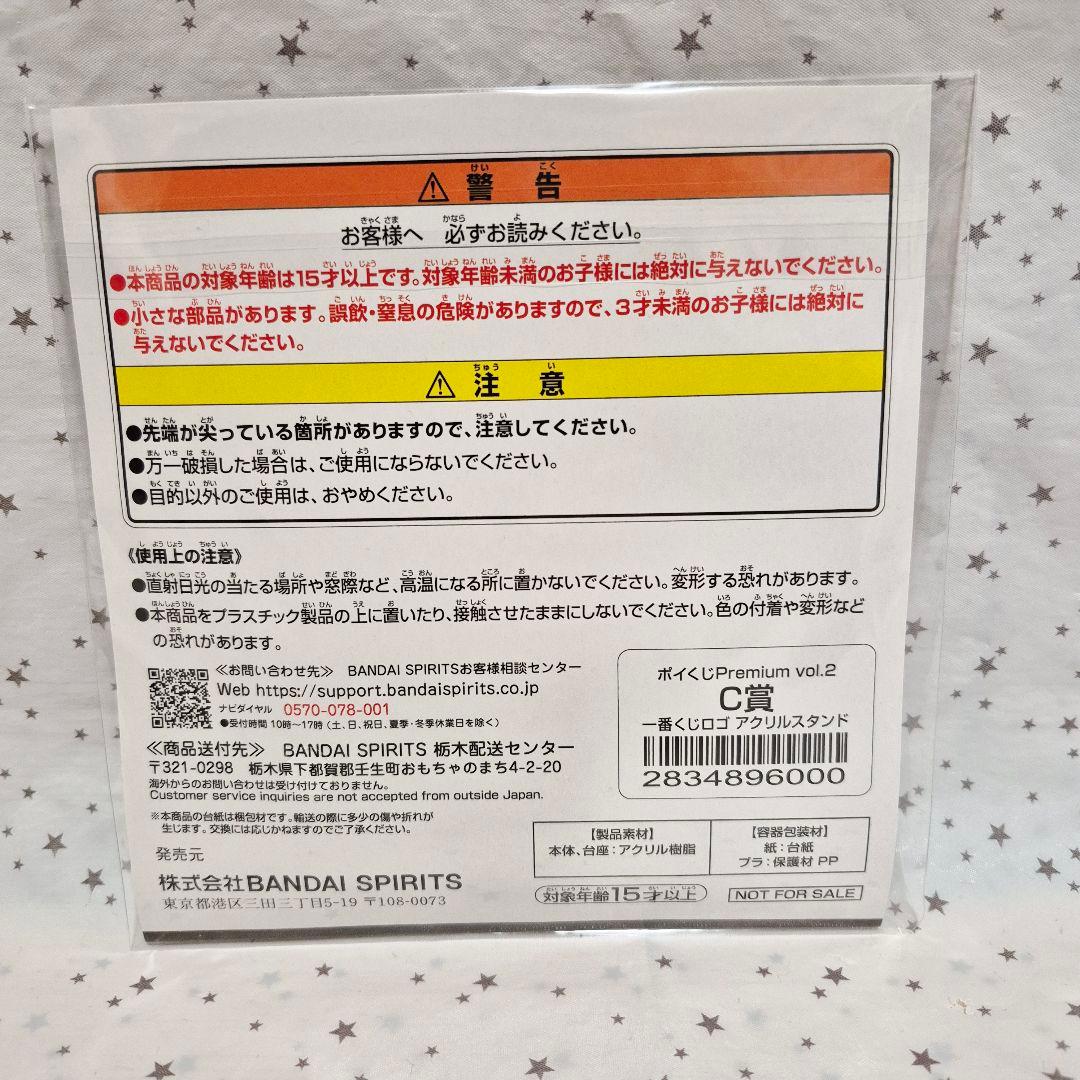 ⚠ 警告
お客様へ 必ずお読みください。
●本商品の対象年齢は15才以上です。対象年齢未満のお子様には絶対に与えないでください。
●小さな部品があります。誤飲・窒息の危険がありますので、3才未満のお子様には絶対に
与えないでください。
⚠ 注意
●先端が尖っている箇所がありますので、注意してください。
●万一破損した場合は、ご使用にならないでください。
●目的以外のご使用は、おやめください。
《使用上の注意》
●直射日光の当たる場所や窓際など、高温になる所に置かないでください。変形する恐れがあります。
●本商品をプラスチック製品の上に置いたり、接触させたままにしないでください。色の付着や変形など
の恐れがあります。
≪お問い合わせ先≫ BANDAI SPIRITSお客様相談センター
Web https://support.bandaispirits.co.jp
ナビダイヤル 0570-078-001
●受付時間 10時〜17時(土、日、祝日、夏季・冬季休業日を除く)
≪商品送付先≫ BANDAI SPIRITS 栃木配送センター
〒321-0298 栃木県下都賀郡壬生町おもちゃのまち4-2-20
海外からのお問い合わせは受け付けておりません。
Customer service inquiries are not accepted from outside Japan.
※本商品の台紙は梱包材です。輸送の際に多少の傷や折れが
生じます。交換には応じかねますのでご了承ください。
発売元
株式会社BANDAI SPIRITS
東京都港区三田三丁目5-19 〒108-0073
ポイくじPremium vol.2
C賞
一番くじロゴ アクリルスタンド
2834896000
【製品素材】
本体、台座:アクリル樹脂
【容器包装材】
紙:台紙
プラ:保護材 PP
対象年齢15才以上
NOT FOR SALE